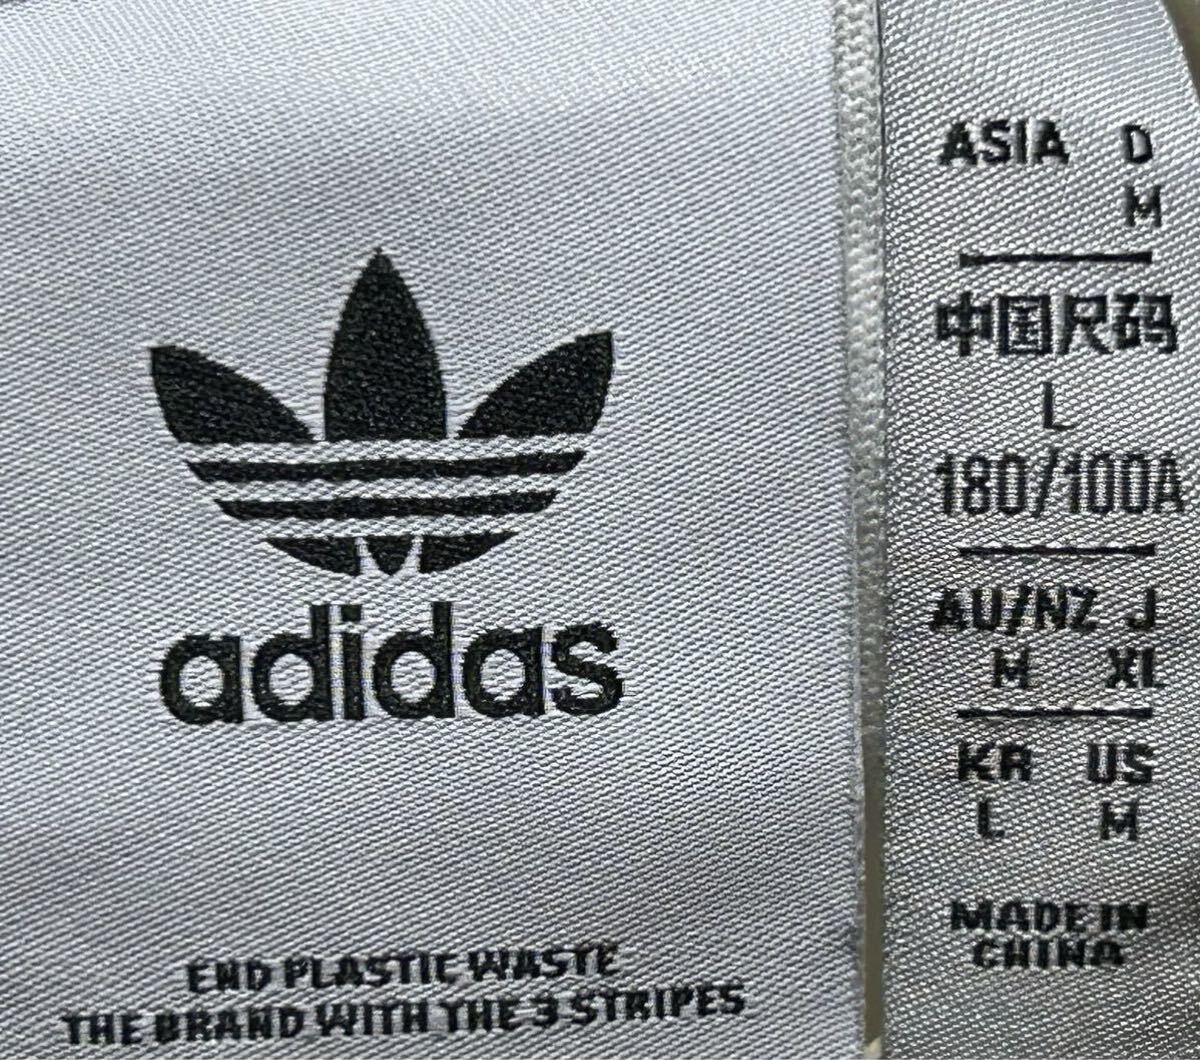 adidas
END PLASTIC WASTE
THE BRAND WITH THE 3 STRIPES
ASIA D
M
中国尺码
L
180/100A
AU/NZ J
M XL
KR US
L M
MADE IN
CHINA